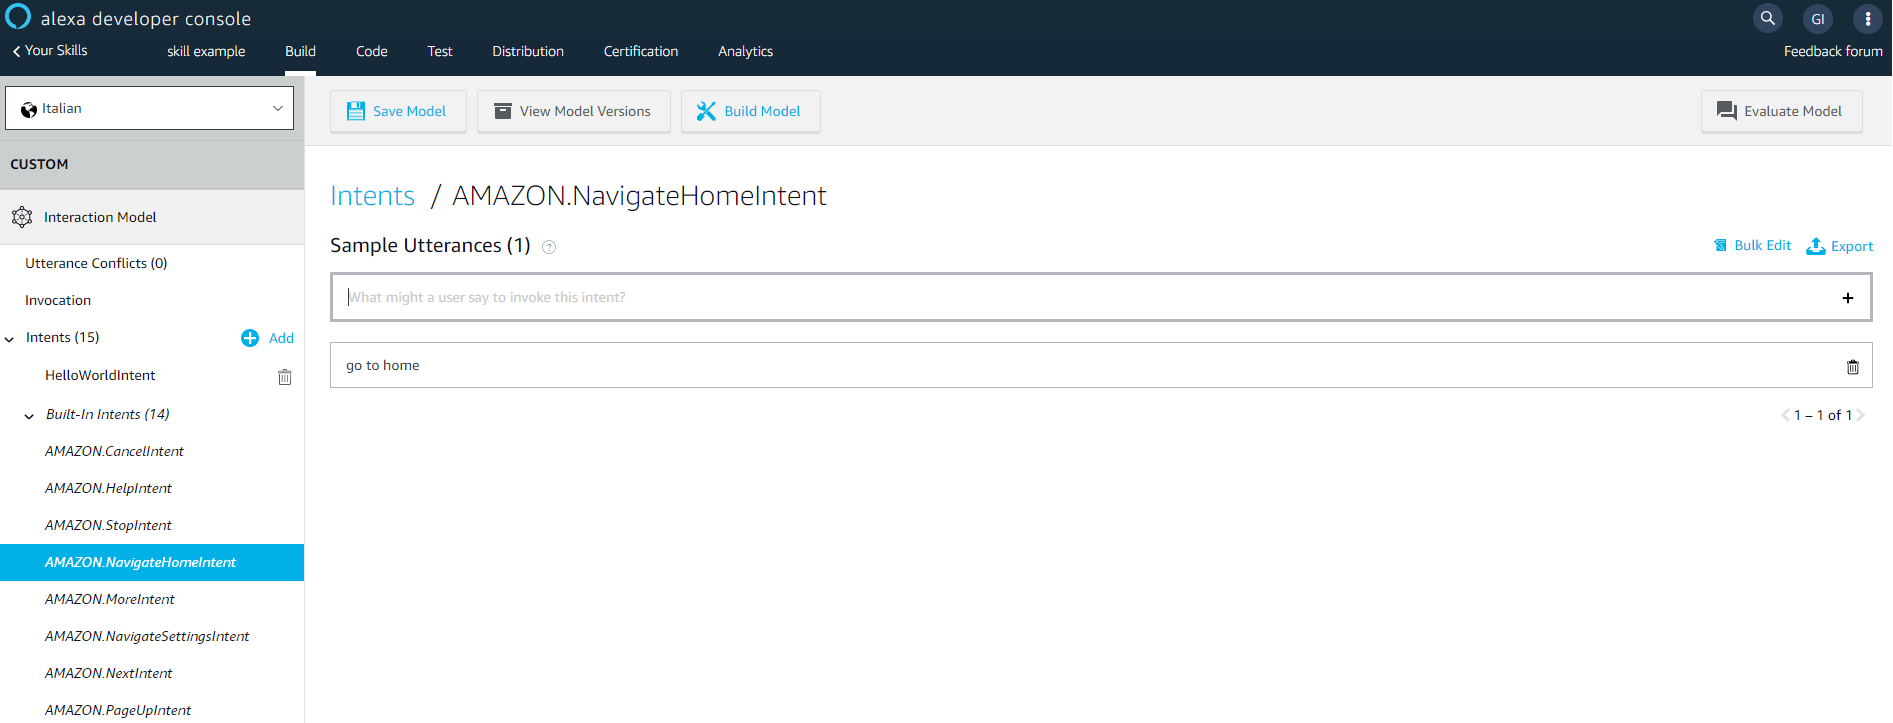 alexa developer console
GI
Your Skills
skill example
Build
Code
Test
Distribution
Certification
Analytics
Feedback forum
Italian
Save Model
View Model Versions
Build Model
Evaluate Model
CUSTOM
Interaction Model
Utterance Conflicts (0)
Invocation
Intents (15)
Add
HelloWorldIntent
Built-In Intents (14)
AMAZON.CancelIntent
AMAZON.HelpIntent
AMAZON.StopIntent
AMAZON.NavigateHomeIntent
AMAZON.MoreIntent
AMAZON.NavigateSettingsIntent
AMAZON.NextIntent
AMAZON.PageUpIntent
Intents / AMAZON.NavigateHomeIntent
Sample Utterances (1) ?
Bulk Edit
Export
What might a user say to invoke this intent?
go to home
1 – 1 of 1